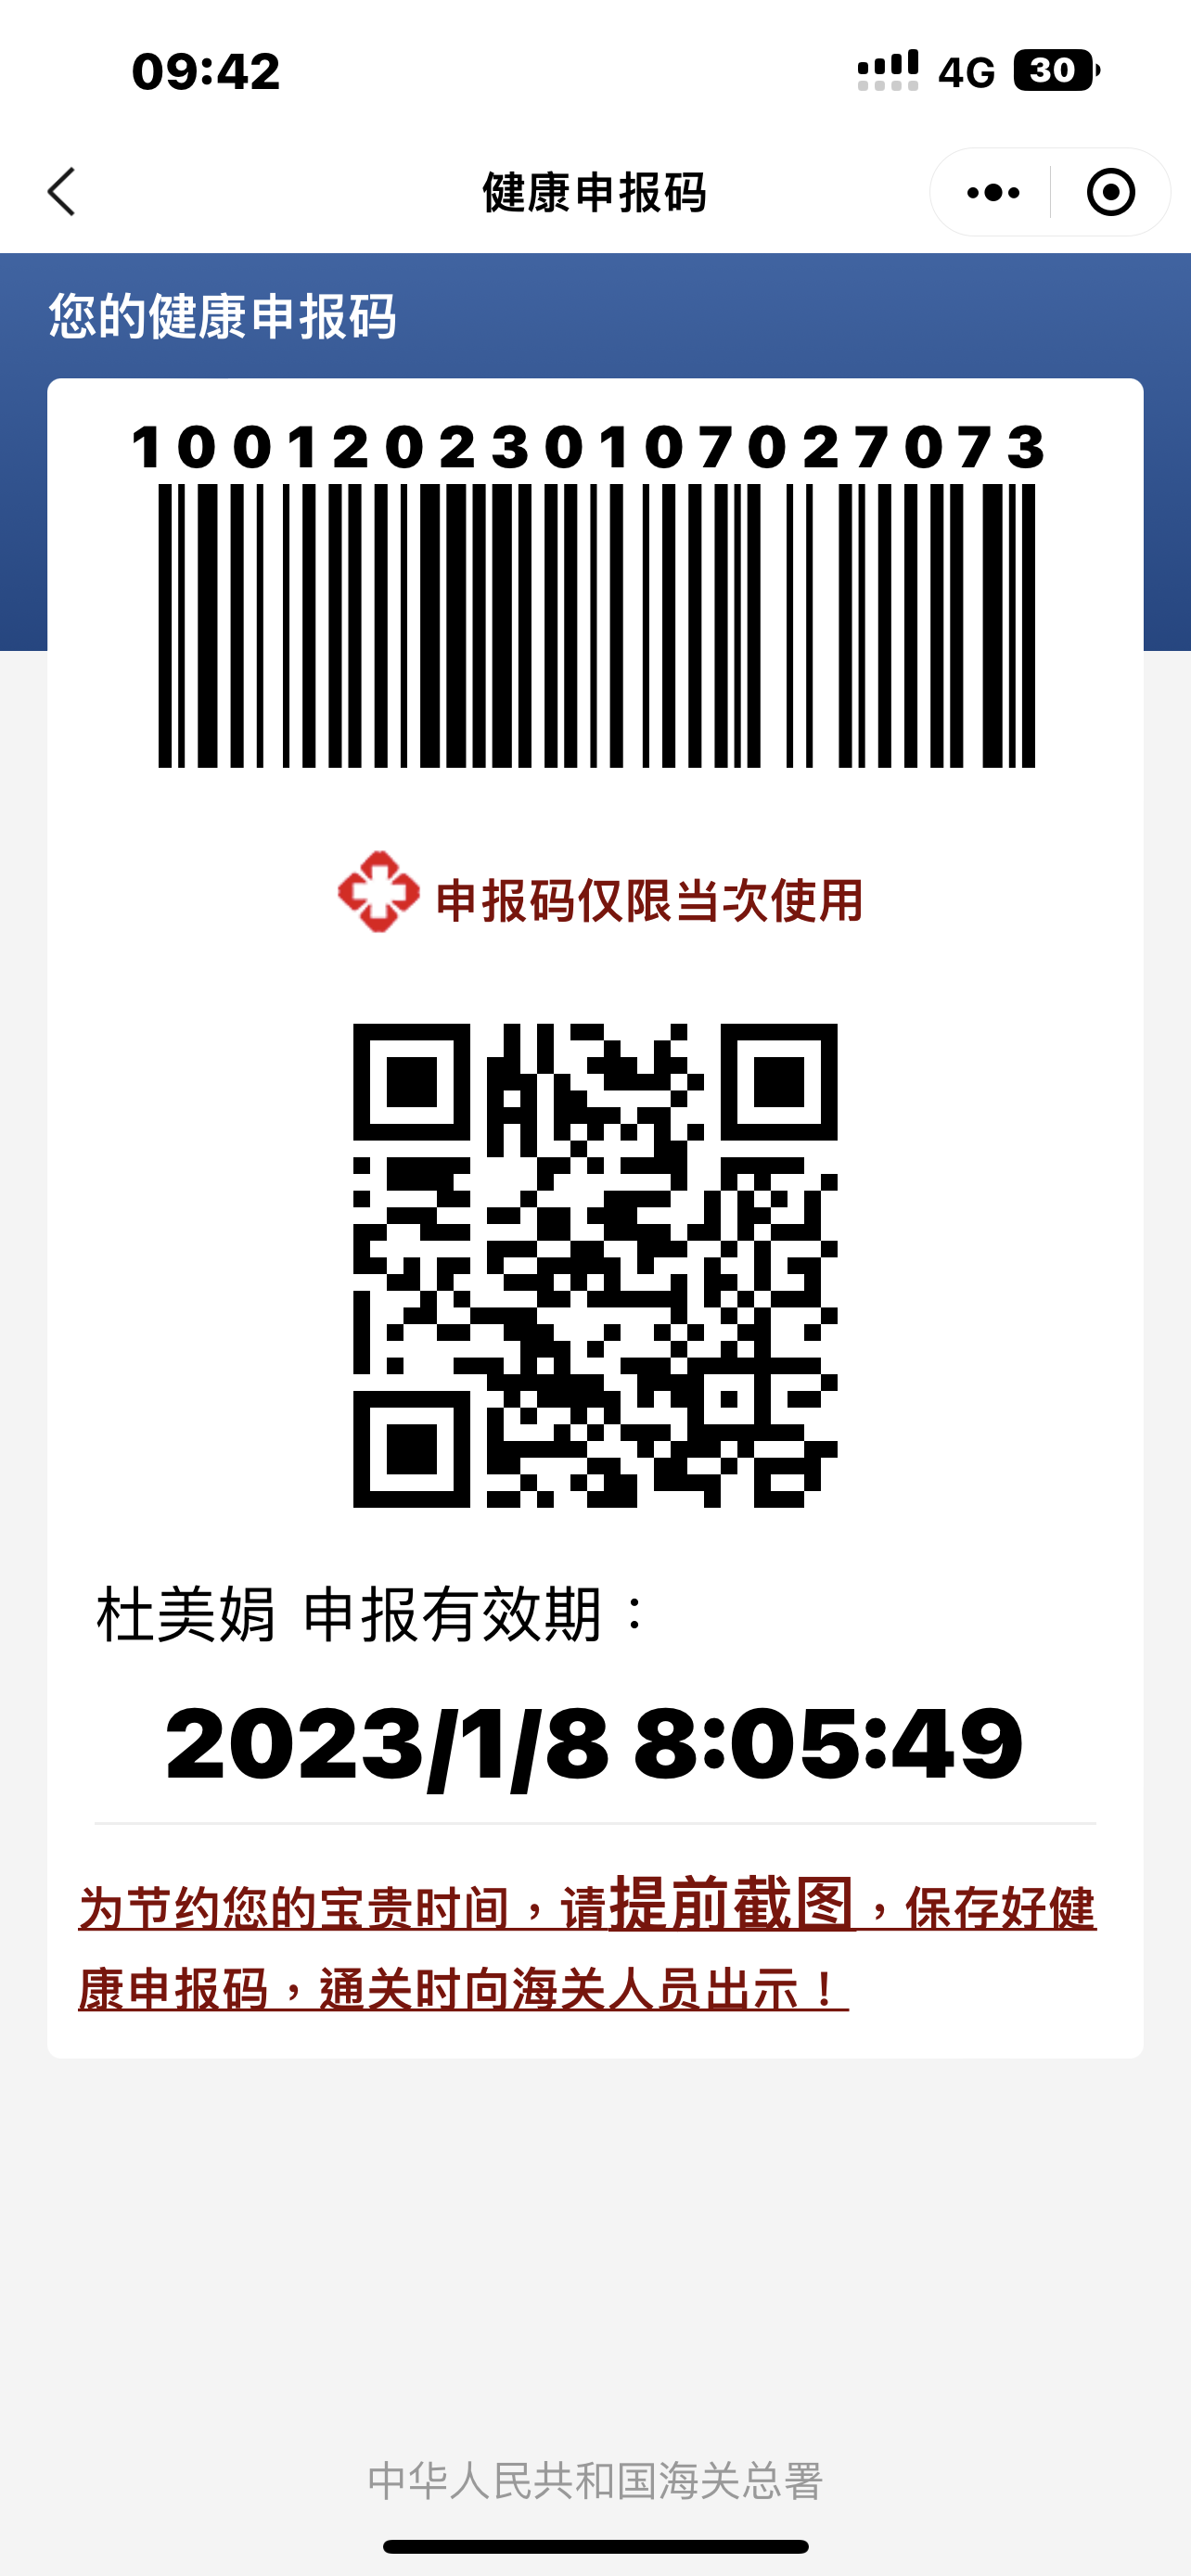 09:42
4G 30
健康申报码
您的健康申报码
100120230107027073
申报码仅限当次使用
杜美娟 申报有效期：
2023/1/8 8:05:49
为节约您的宝贵时间，请提前截图，保存好健
康申报码，通关时向海关人员出示！
中华人民共和国海关总署